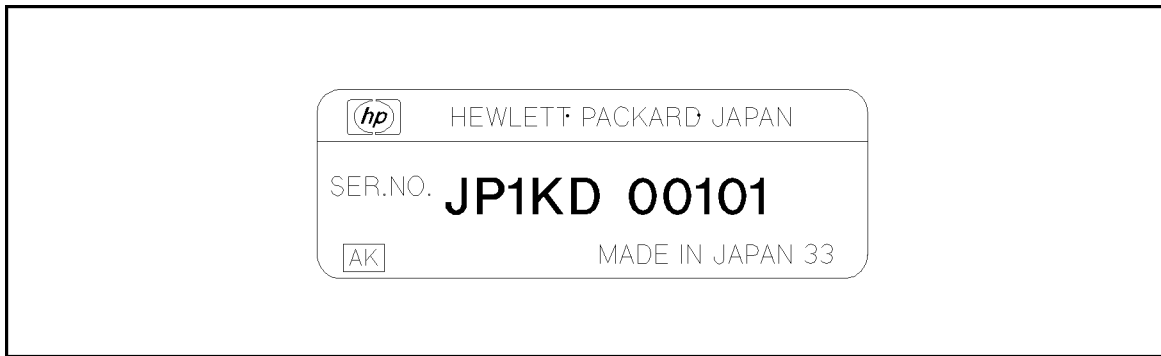 hp HEWLETT·PACKARD JAPAN
SER.NO. JP1KD 00101
AK MADE IN JAPAN 33